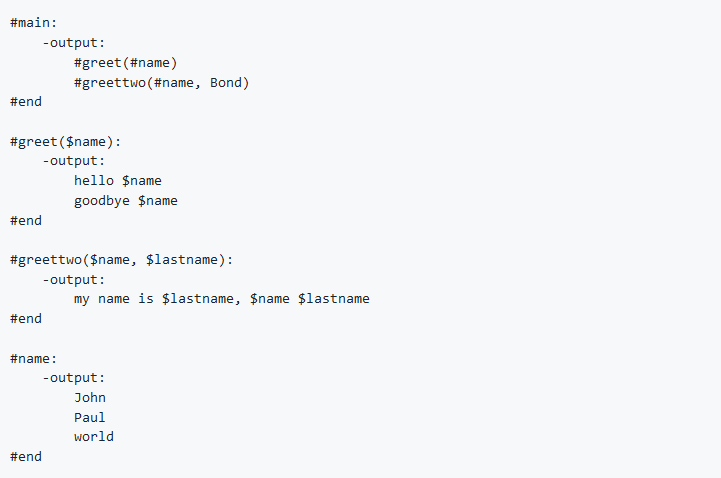 #main:
    -output:
        #greet(#name)
        #greettwo(#name, Bond)
#end

#greet($name):
    -output:
        hello $name
        goodbye $name
#end

#greettwo($name, $lastname):
    -output:
        my name is $lastname, $name $lastname
#end

#name:
    -output:
        John
        Paul
        world
#end